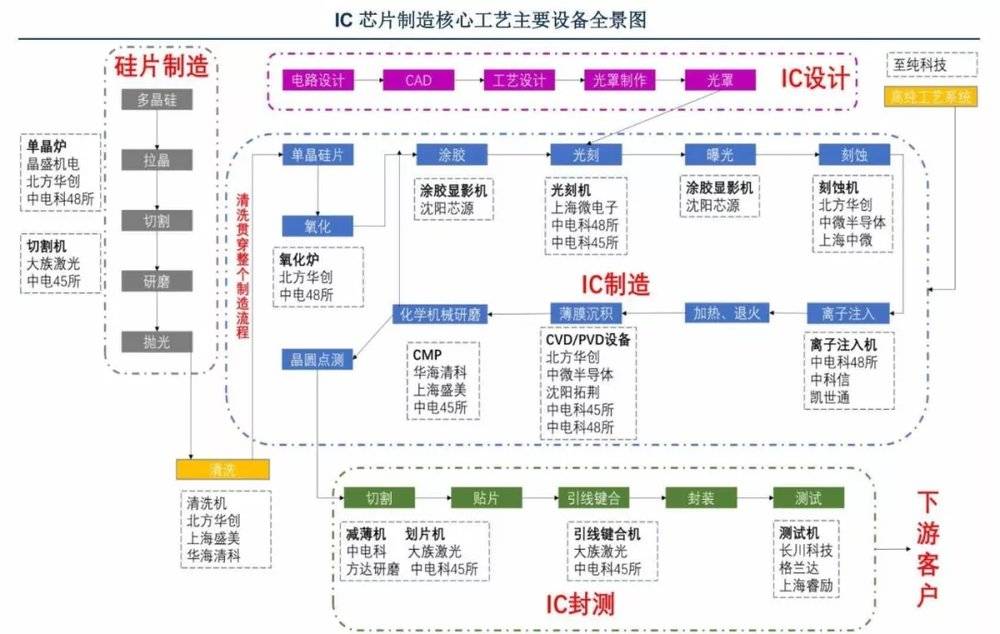 IC 芯片制造核心工艺主要设备全景图
硅片制造
多晶硅
拉晶
切割
研磨
抛光
单晶炉
晶盛机电
北方华创
中电科48所
切割机
大族激光
中电45所
清洗
清洗机
北方华创
上海盛美
华海清科
电路设计
CAD
工艺设计
光罩制作
光罩
IC设计
至纯科技
高纯工艺系统
清洗贯穿整个制造流程
单晶硅片
涂胶
光刻
曝光
刻蚀
氧化
氧化炉
北方华创
中电48所
涂胶显影机
沈阳芯源
光刻机
上海微电子
中电科48所
中电科45所
涂胶显影机
沈阳芯源
刻蚀机
北方华创
中微半导体
上海中微
IC制造
化学机械研磨
薄膜沉积
加热、退火
离子注入
晶圆点测
CMP
华海清科
上海盛美
中电45所
CVD/PVD设备
北方华创
中微半导体
沈阳拓荆
中电科45所
中电科48所
离子注入机
中电科48所
中科信
凯世通
切割
贴片
引线键合
封装
测试
减薄机
中电科
方达研磨
划片机
大族激光
中电科45所
引线键合机
大族激光
中电科45所
测试机
长川科技
格兰达
上海睿励
IC封测
下游客户